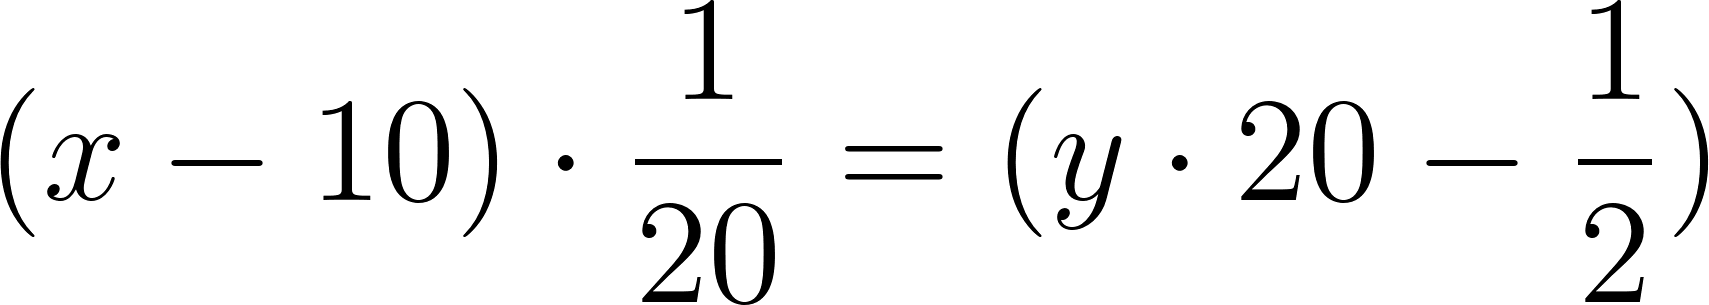 (x − 10) · 1/20 = (y · 20 − 1/2)